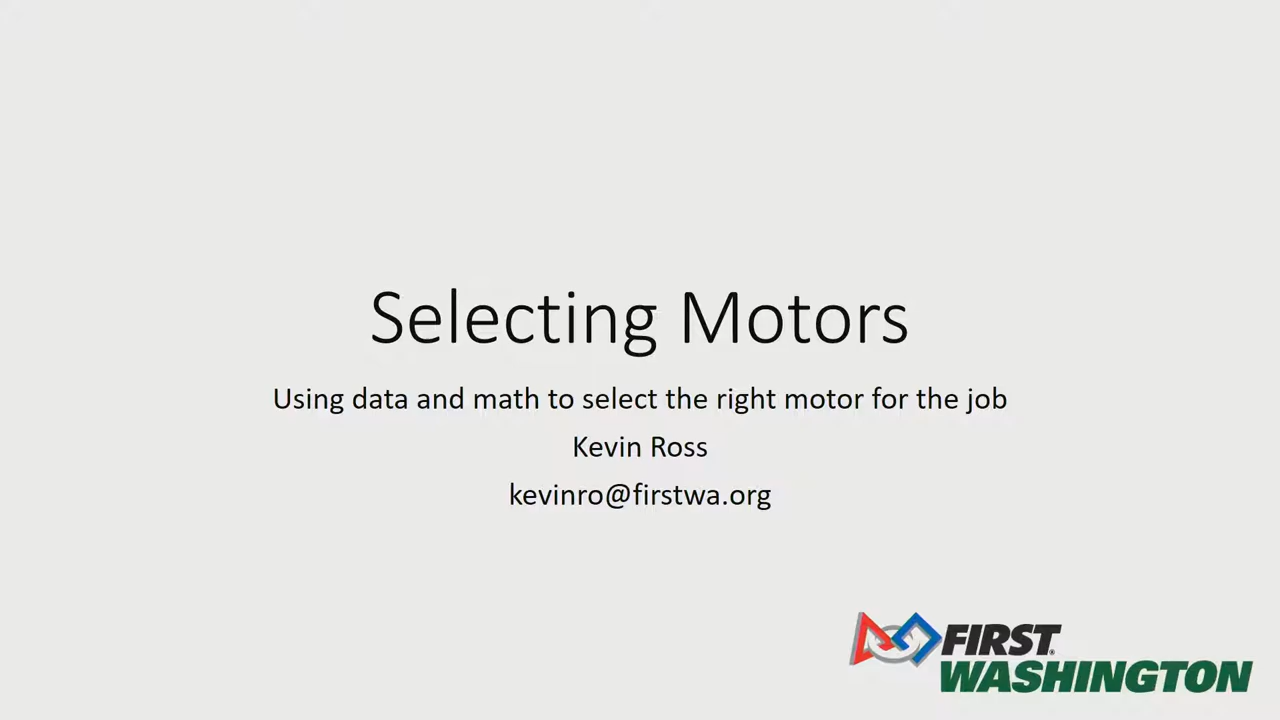 Selecting Motors
Using data and math to select the right motor for the job
Kevin Ross
kevinro@firstwa.org
FIRST®
WASHINGTON